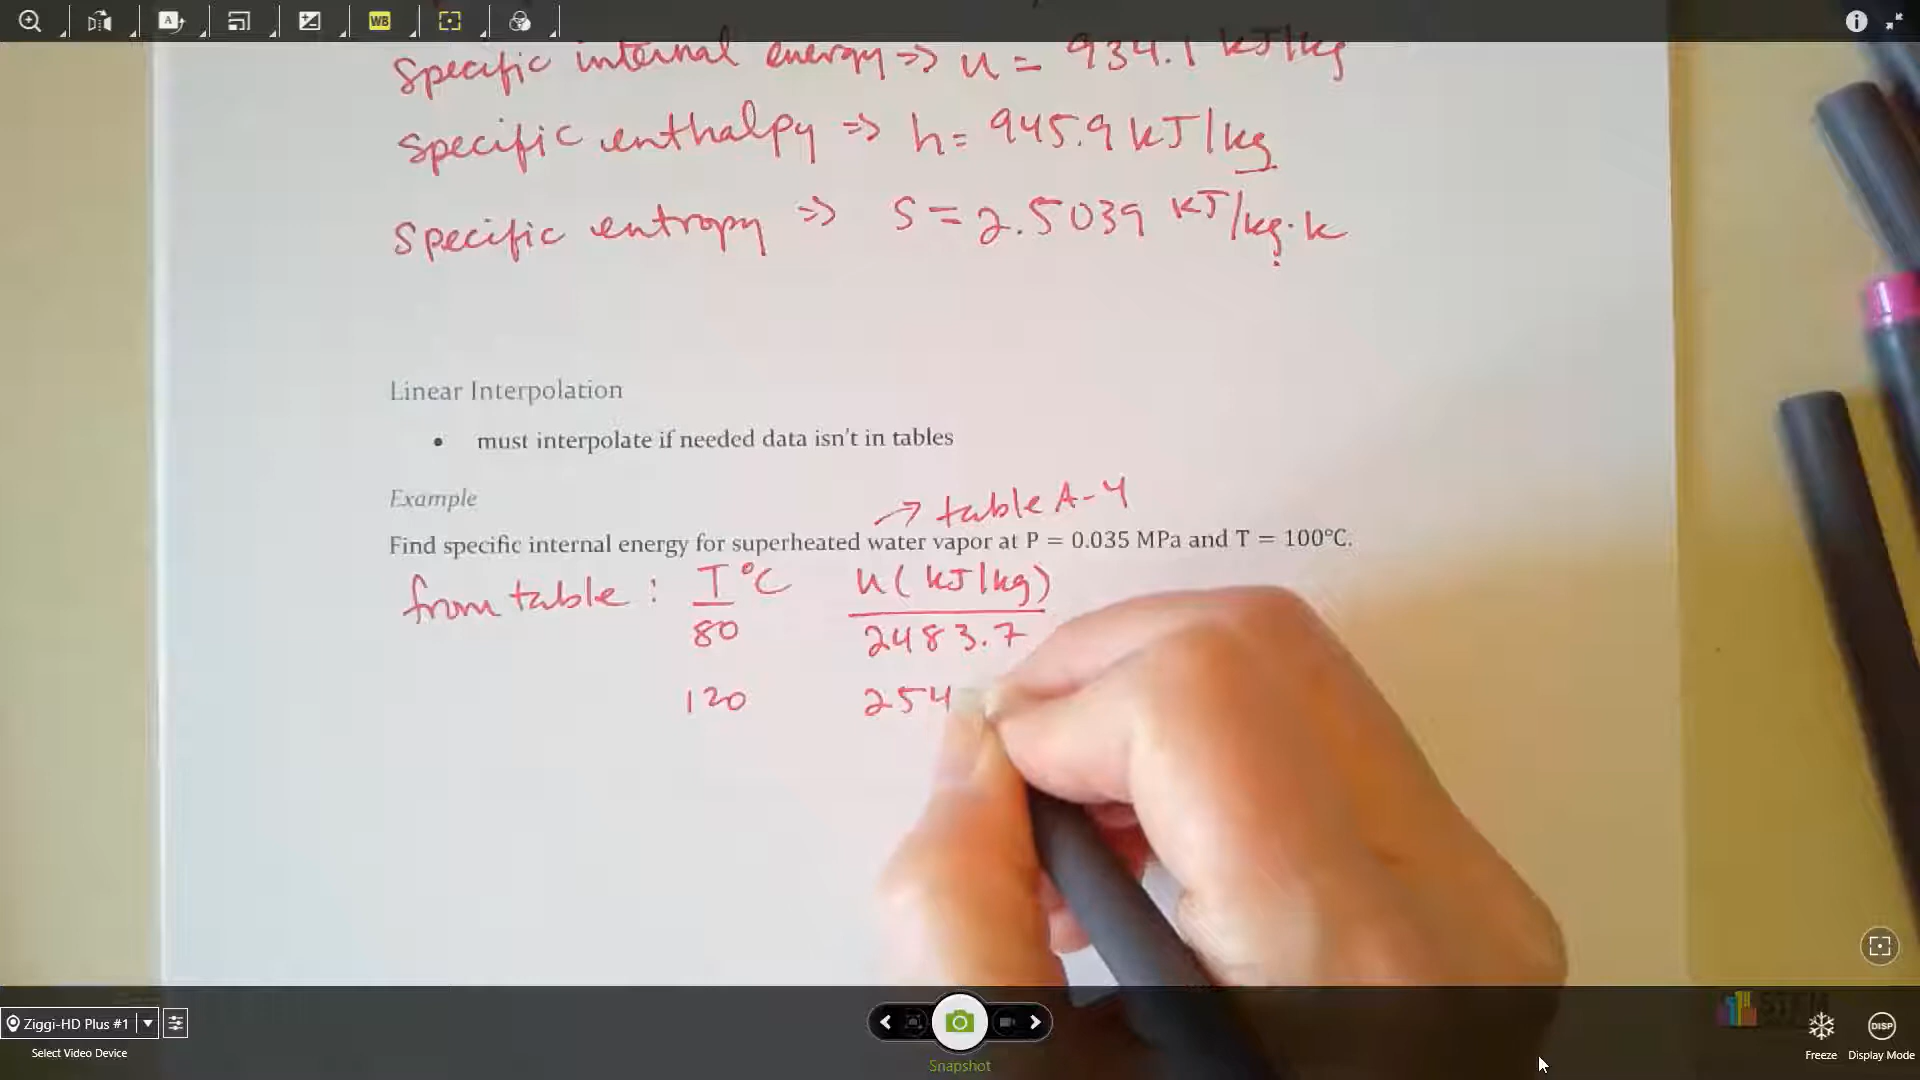 A
WB
Specific internal energy => u = 934.1 kJ/kg
Specific enthalpy => h = 945.9 kJ/kg
Specific entropy => s = 2.5039 kJ/kg·k
Linear Interpolation
• must interpolate if needed data isn't in tables
Example
→ table A-4
Find specific internal energy for superheated water vapor at P = 0.035 MPa and T = 100°C.
from table : T °C u (kJ/kg)
80 2483.7
120 254
Ziggi-HD Plus #1
Select Video Device
Snapshot
Freeze
DISP
Display Mode